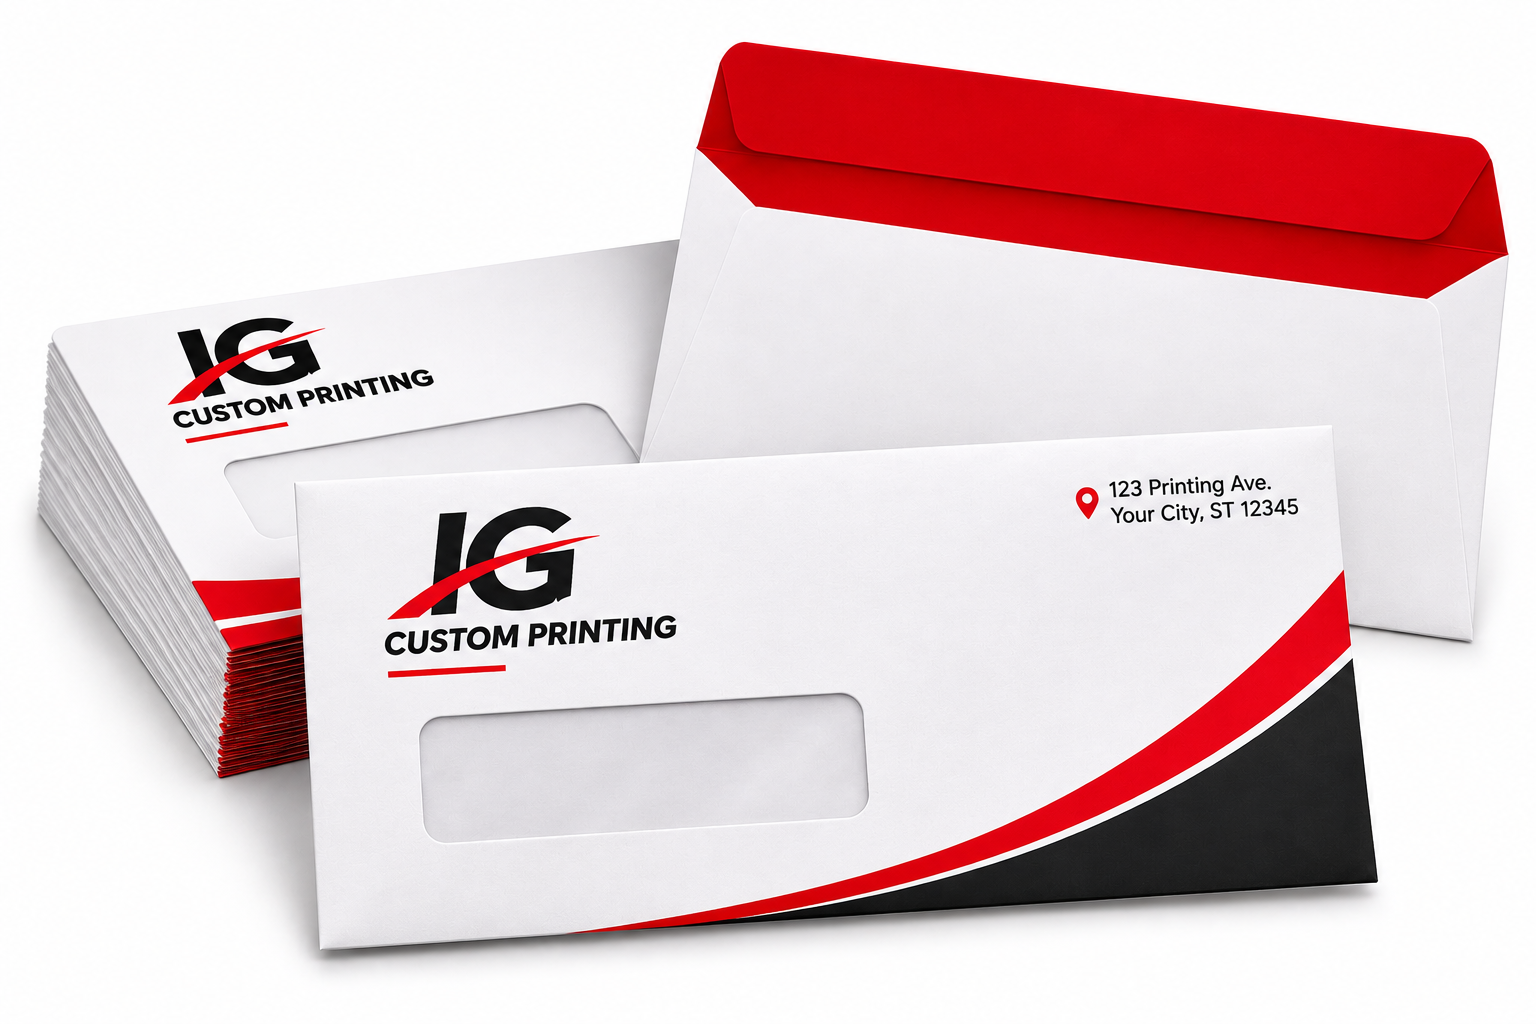 IG
CUSTOM PRINTING
IG
CUSTOM PRINTING
123 Printing Ave.
Your City, ST 12345